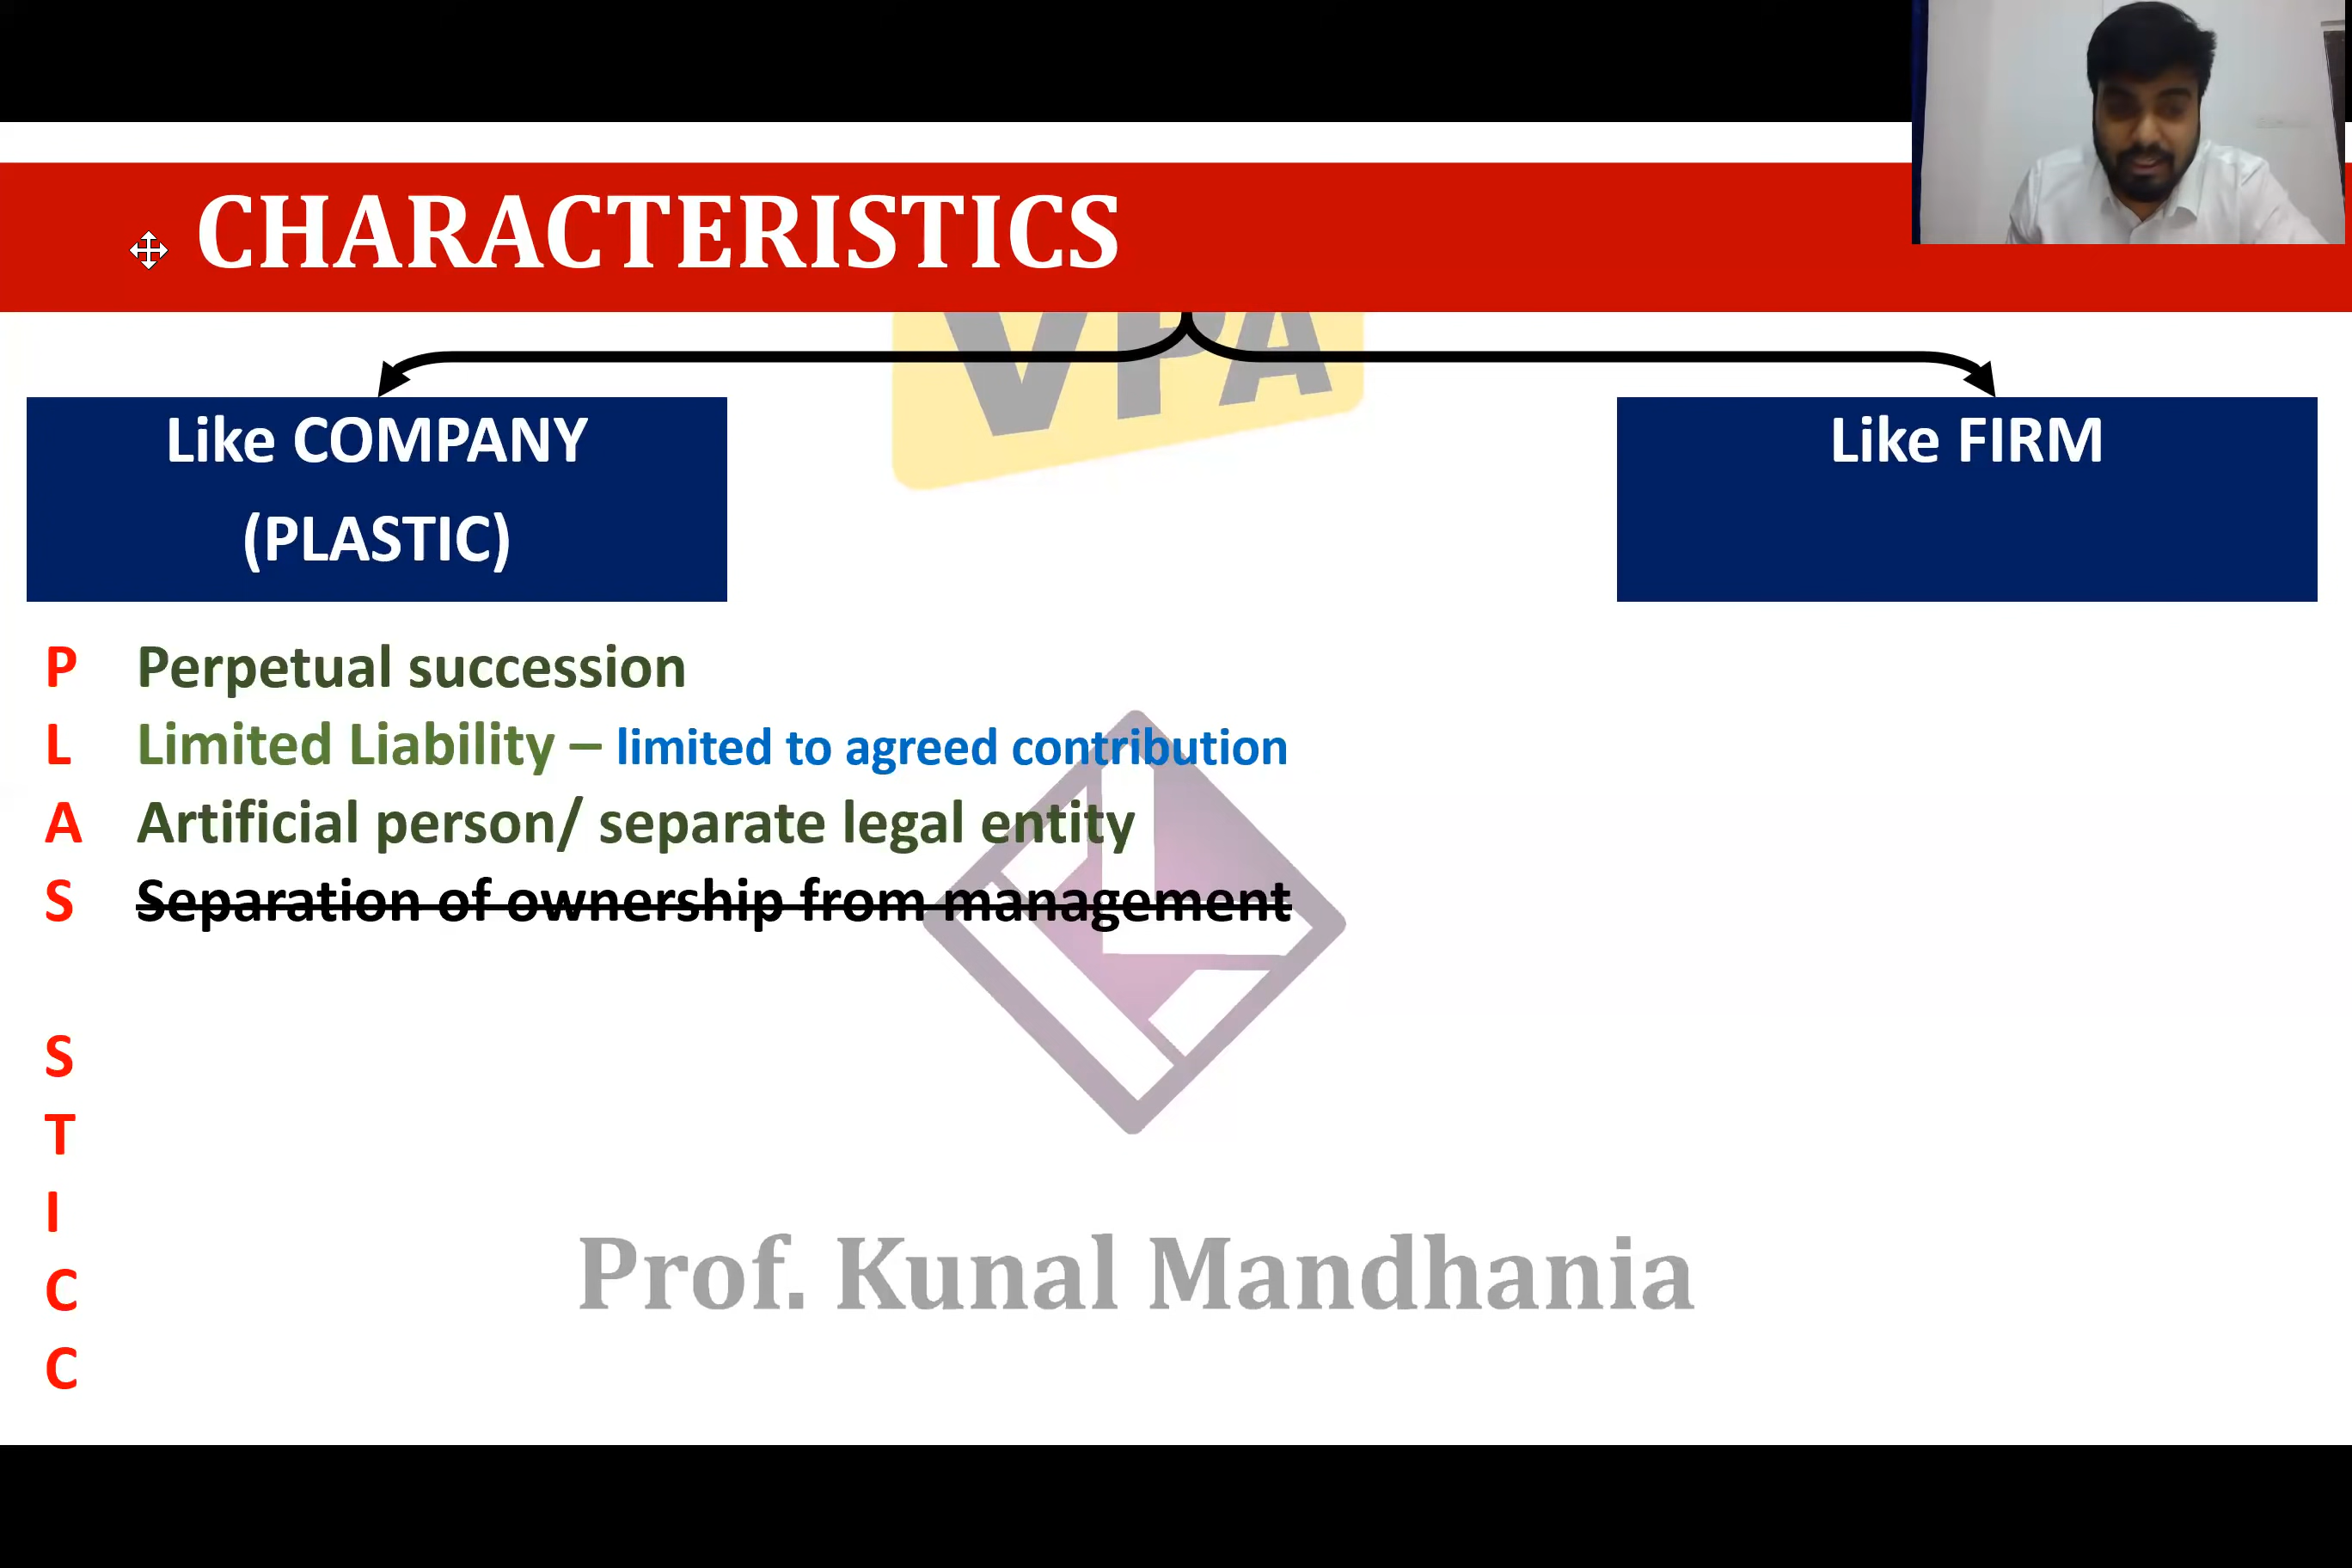 CHARACTERISTICS
VPA
Like COMPANY
(PLASTIC)
Like FIRM
P Perpetual succession
L Limited Liability – limited to agreed contribution
A Artificial person/ separate legal entity
S Separation of ownership from management
S
T
I
C
C
Prof. Kunal Mandhania